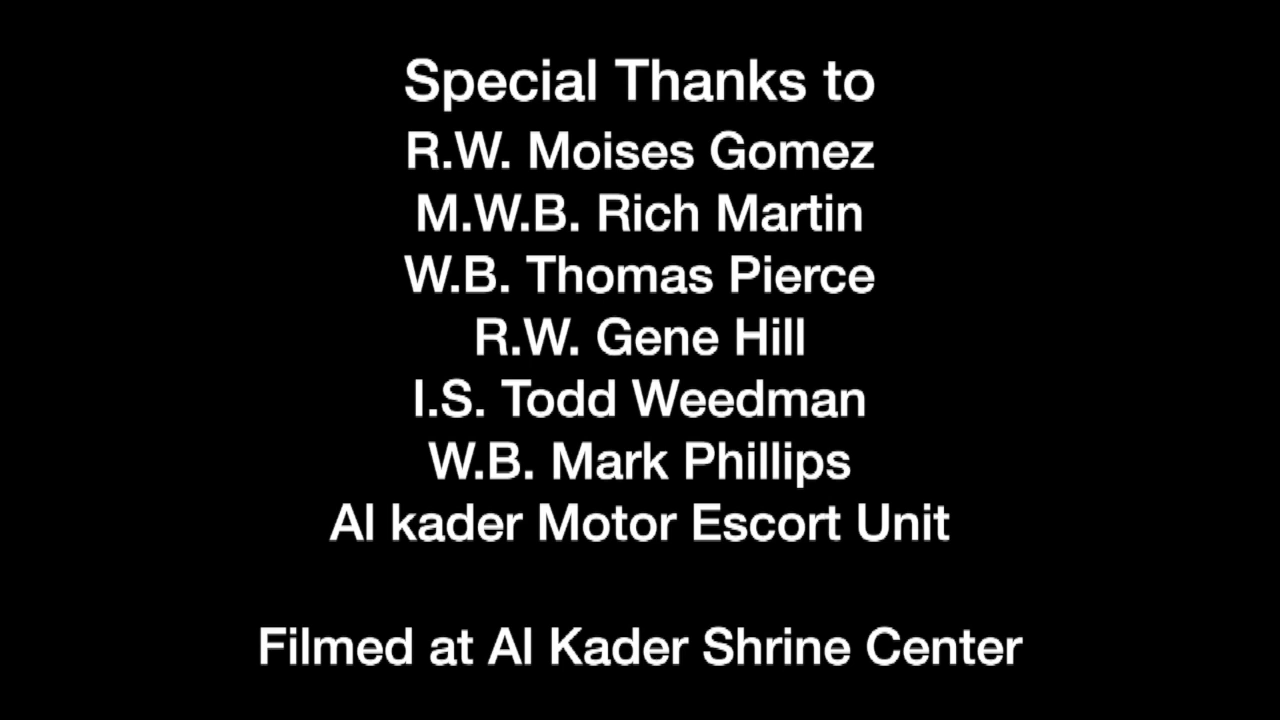 Special Thanks to
R.W. Moises Gomez
M.W.B. Rich Martin
W.B. Thomas Pierce
R.W. Gene Hill
I.S. Todd Weedman
W.B. Mark Phillips
Al kader Motor Escort Unit
Filmed at Al Kader Shrine Center